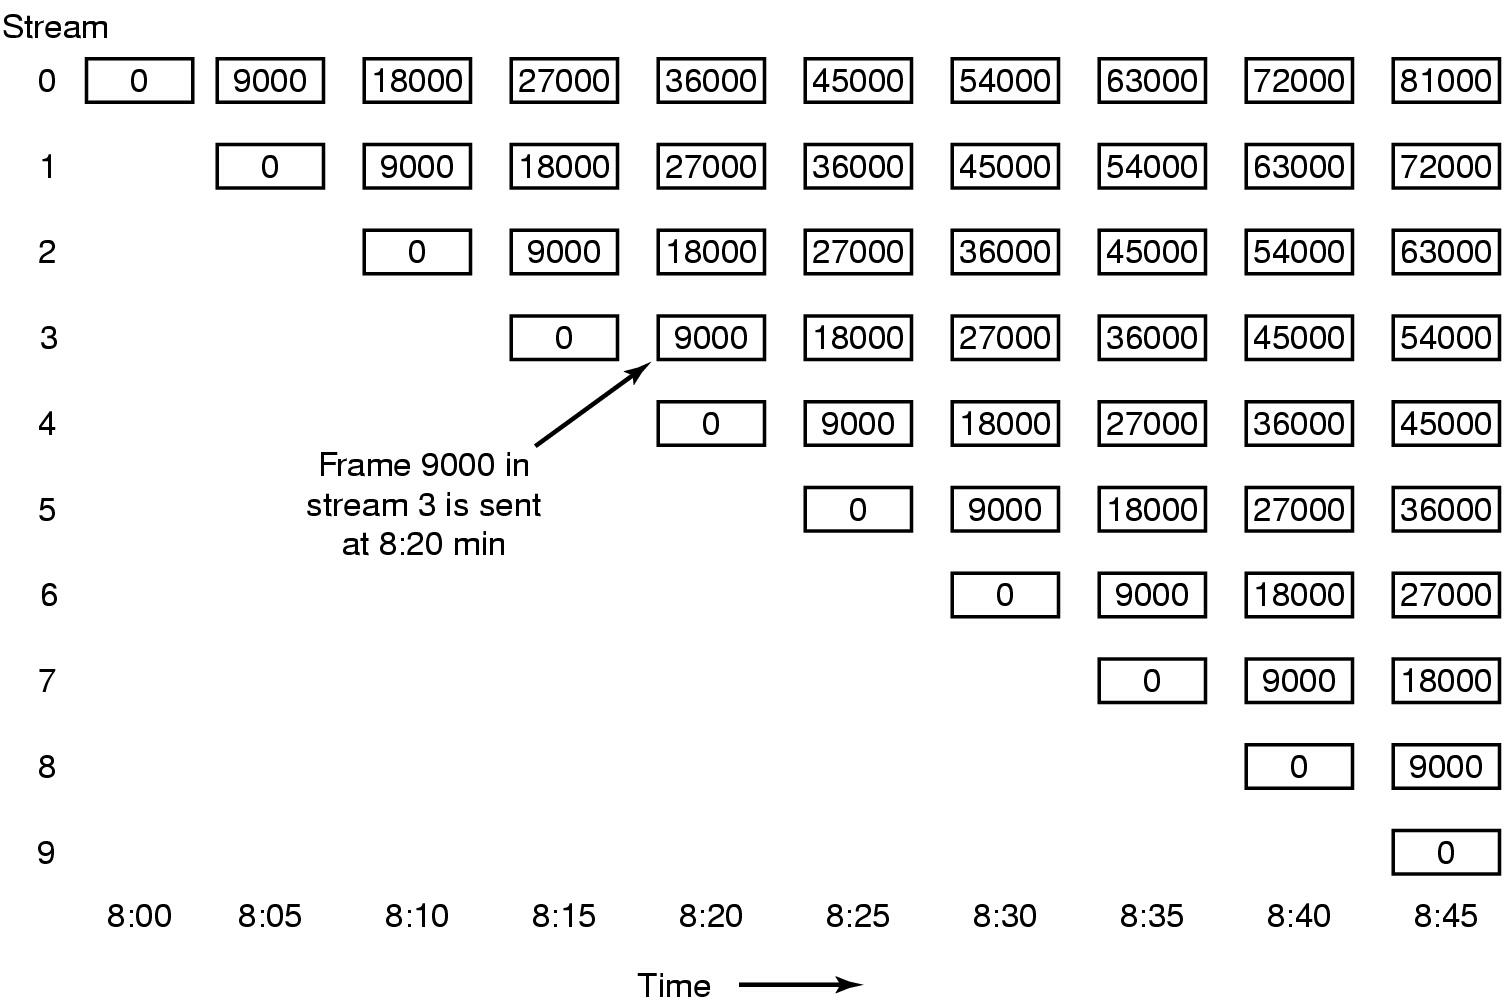 Stream
0 0 9000 18000 27000 36000 45000 54000 63000 72000 81000
1 0 9000 18000 27000 36000 45000 54000 63000 72000
2 0 9000 18000 27000 36000 45000 54000 63000
3 0 9000 18000 27000 36000 45000 54000
4 0 9000 18000 27000 36000 45000
Frame 9000 in
stream 3 is sent
at 8:20 min
5 0 9000 18000 27000 36000
6 0 9000 18000 27000
7 0 9000 18000
8 0 9000
9 0
8:00 8:05 8:10 8:15 8:20 8:25 8:30 8:35 8:40 8:45
Time